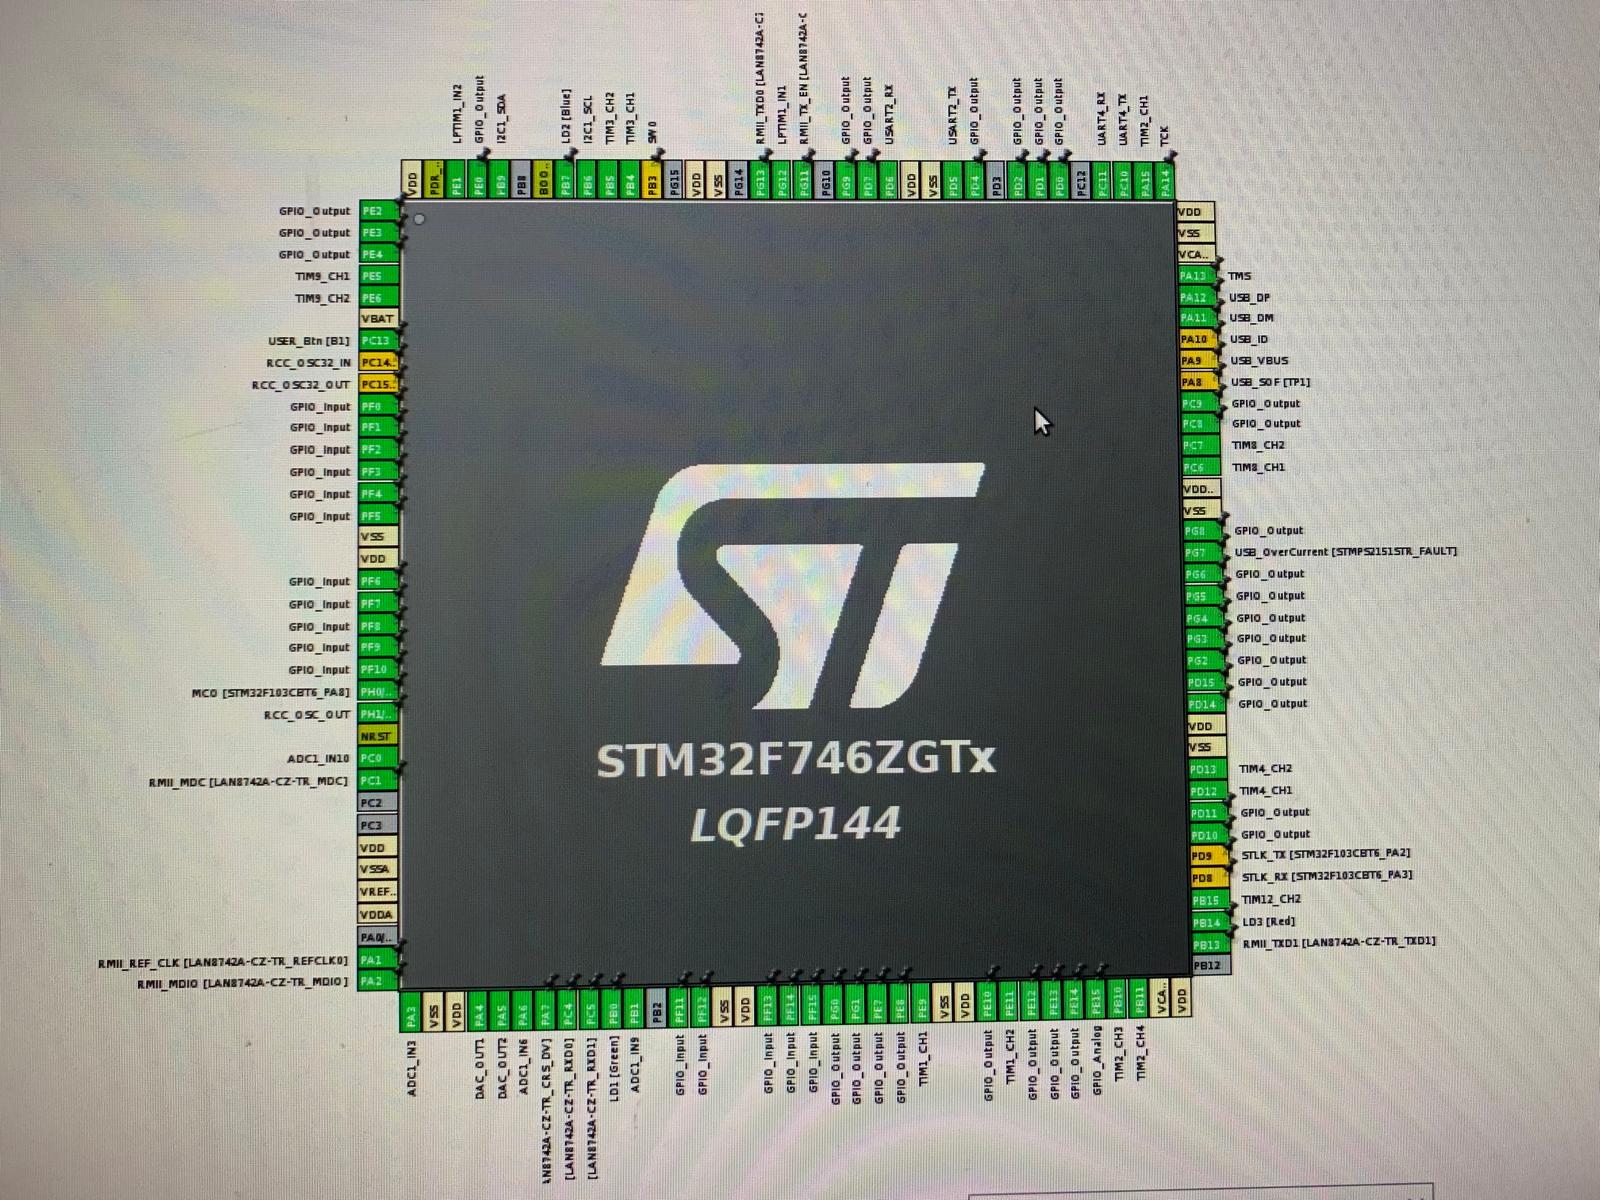 LPTIM1_IN2
GPIO_Output
I2C1_SDA
LD2 [Blue]
I2C1_SCL
TIM3_CH2
TIM3_CH1
SW0
RMII_TXD0 [LAN8742A-C
LPTIM1_IN1
RMII_TX_EN [LAN8742A-C
GPIO_Output
GPIO_Output
USART2_RX
USART2_TX
GPIO_Output
GPIO_Output
GPIO_Output
GPIO_Output
UART4_RX
UART4_TX
TIM2_CH1
TCK
VDD
PDR_..
PE1
PE0
PB9
PB8
BOO..
PB7
PB6
PB5
PB4
PB3
PG15
VDD
VSS
PG14
PG13
PG12
PG11
PG10
PG9
PD7
PD6
VDD
VSS
PD5
PD4
PD3
PD2
PD1
PD0
PC12
PC11
PC10
PA15
PA14
GPIO_Output PE2
GPIO_Output PE3
GPIO_Output PE4
TIM9_CH1 PE5
TIM9_CH2 PE6
VBAT
USER_Btn [B1] PC13
RCC_OSC32_IN PC14..
RCC_OSC32_OUT PC15..
GPIO_Input PF0
GPIO_Input PF1
GPIO_Input PF2
GPIO_Input PF3
GPIO_Input PF4
GPIO_Input PF5
VSS
VDD
GPIO_Input PF6
GPIO_Input PF7
GPIO_Input PF8
GPIO_Input PF9
GPIO_Input PF10
MCO [STM32F103CBT6_PA8] PH0/..
RCC_OSC_OUT PH1/..
NRST
ADC1_IN10 PC0
RMII_MDC [LAN8742A-CZ-TR_MDC] PC1
PC2
PC3
VDD
VSSA
VREF..
VDDA
PA0/..
RMII_REF_CLK [LAN8742A-CZ-TR_REFCLK0] PA1
RMII_MDIO [LAN8742A-CZ-TR_MDIO] PA2
STM32F746ZGTx
LQFP144
VDD
VSS
VCA..
PA13 TMS
PA12 USB_DP
PA11 USB_DM
PA10 USB_ID
PA9 USB_VBUS
PA8 USB_SOF [TP1]
PC9 GPIO_Output
PC8 GPIO_Output
PC7 TIM8_CH2
PC6 TIM8_CH1
VDD..
VSS
PG8 GPIO_Output
PG7 USB_OverCurrent [STMPS2151STR_FAULT]
PG6 GPIO_Output
PG5 GPIO_Output
PG4 GPIO_Output
PG3 GPIO_Output
PG2 GPIO_Output
PD15 GPIO_Output
PD14 GPIO_Output
VDD
VSS
PD13 TIM4_CH2
PD12 TIM4_CH1
PD11 GPIO_Output
PD10 GPIO_Output
PD9 STLK_TX [STM32F103CBT6_PA2]
PD8 STLK_RX [STM32F103CBT6_PA3]
PB15 TIM12_CH2
PB14 LD3 [Red]
PB13 RMII_TXD1 [LAN8742A-CZ-TR_TXD1]
PB12
PA3
VSS
VDD
PA4
PA5
PA6
PA7
PC4
PC5
PB0
PB1
PB2
PF11
PF12
VSS
VDD
PF13
PF14
PF15
PG0
PG1
PE7
PE8
PE9
VSS
VDD
PE10
PE11
PE12
PE13
PE14
PE15
PB10
PB11
VCA..
VDD
ADC1_IN3
DAC_OUT1
DAC_OUT2
ADC1_IN6
N8742A-CZ-TR_CRS_DV]
[LAN8742A-CZ-TR_RXD0]
[LAN8742A-CZ-TR_RXD1]
LD1 [Green]
ADC1_IN9
GPIO_Input
GPIO_Input
GPIO_Input
GPIO_Input
GPIO_Input
GPIO_Output
GPIO_Output
GPIO_Output
GPIO_Output
TIM1_CH1
GPIO_Output
TIM1_CH2
GPIO_Output
GPIO_Output
GPIO_Output
GPIO_Analog
TIM2_CH3
TIM2_CH4